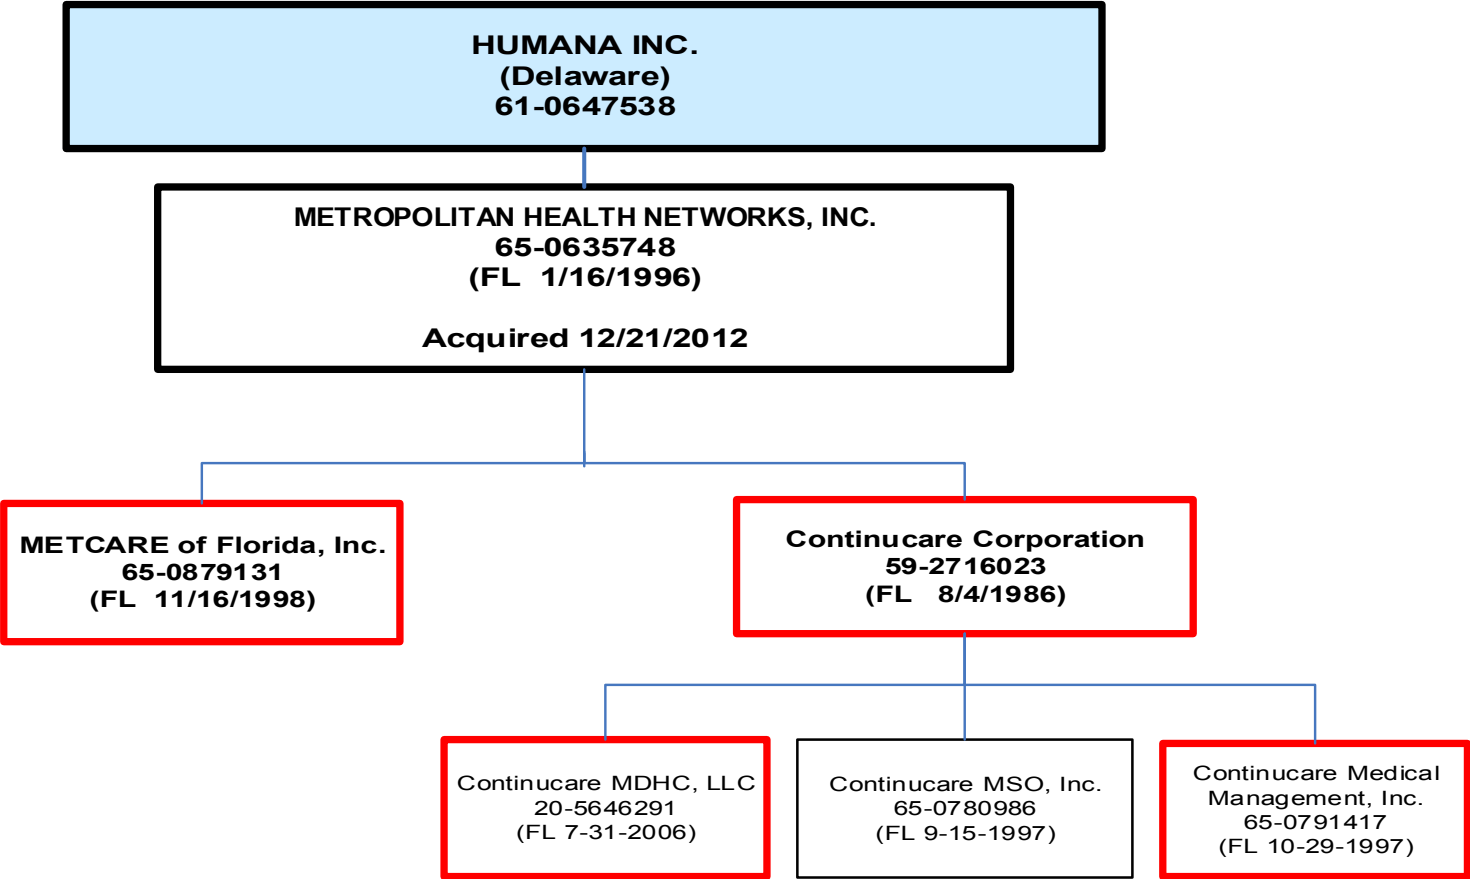 HUMANA INC.
(Delaware)
61-0647538
METROPOLITAN HEALTH NETWORKS, INC.
65-0635748
(FL 1/16/1996)
Acquired 12/21/2012
METCARE of Florida, Inc.
65-0879131
(FL 11/16/1998)
Continucare Corporation
59-2716023
(FL 8/4/1986)
Continucare MDHC, LLC
20-5646291
(FL 7-31-2006)
Continucare MSO, Inc.
65-0780986
(FL 9-15-1997)
Continucare Medical
Management, Inc.
65-0791417
(FL 10-29-1997)